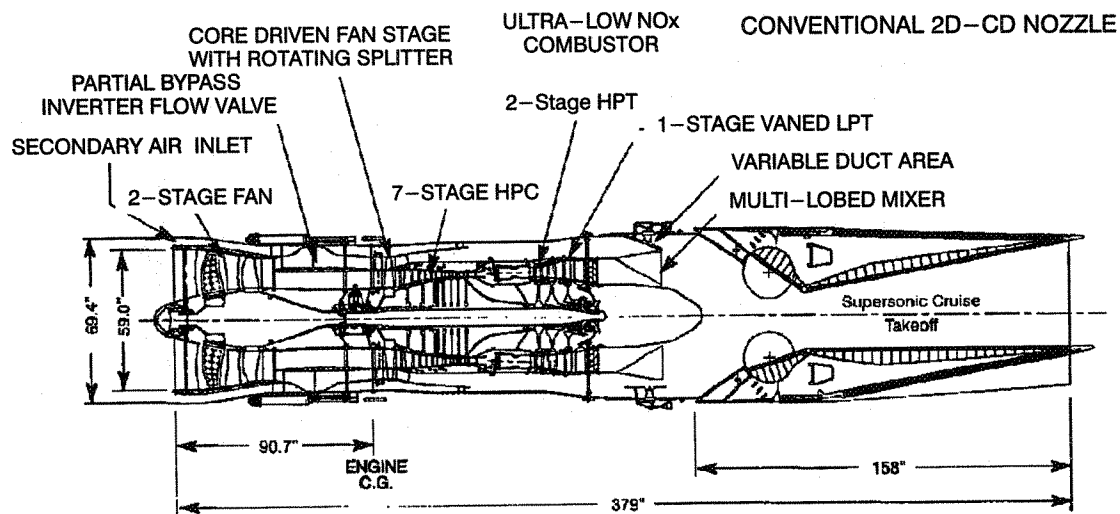 ULTRA-LOW NOx
COMBUSTOR
CONVENTIONAL 2D-CD NOZZLE
CORE DRIVEN FAN STAGE
WITH ROTATING SPLITTER
PARTIAL BYPASS
INVERTER FLOW VALVE
2-Stage HPT
1-STAGE VANED LPT
SECONDARY AIR INLET
VARIABLE DUCT AREA
2-STAGE FAN
7-STAGE HPC
MULTI-LOBED MIXER
69.4"
59.0"
Supersonic Cruise
Takeoff
90.7"
ENGINE
C.G.
158"
379"